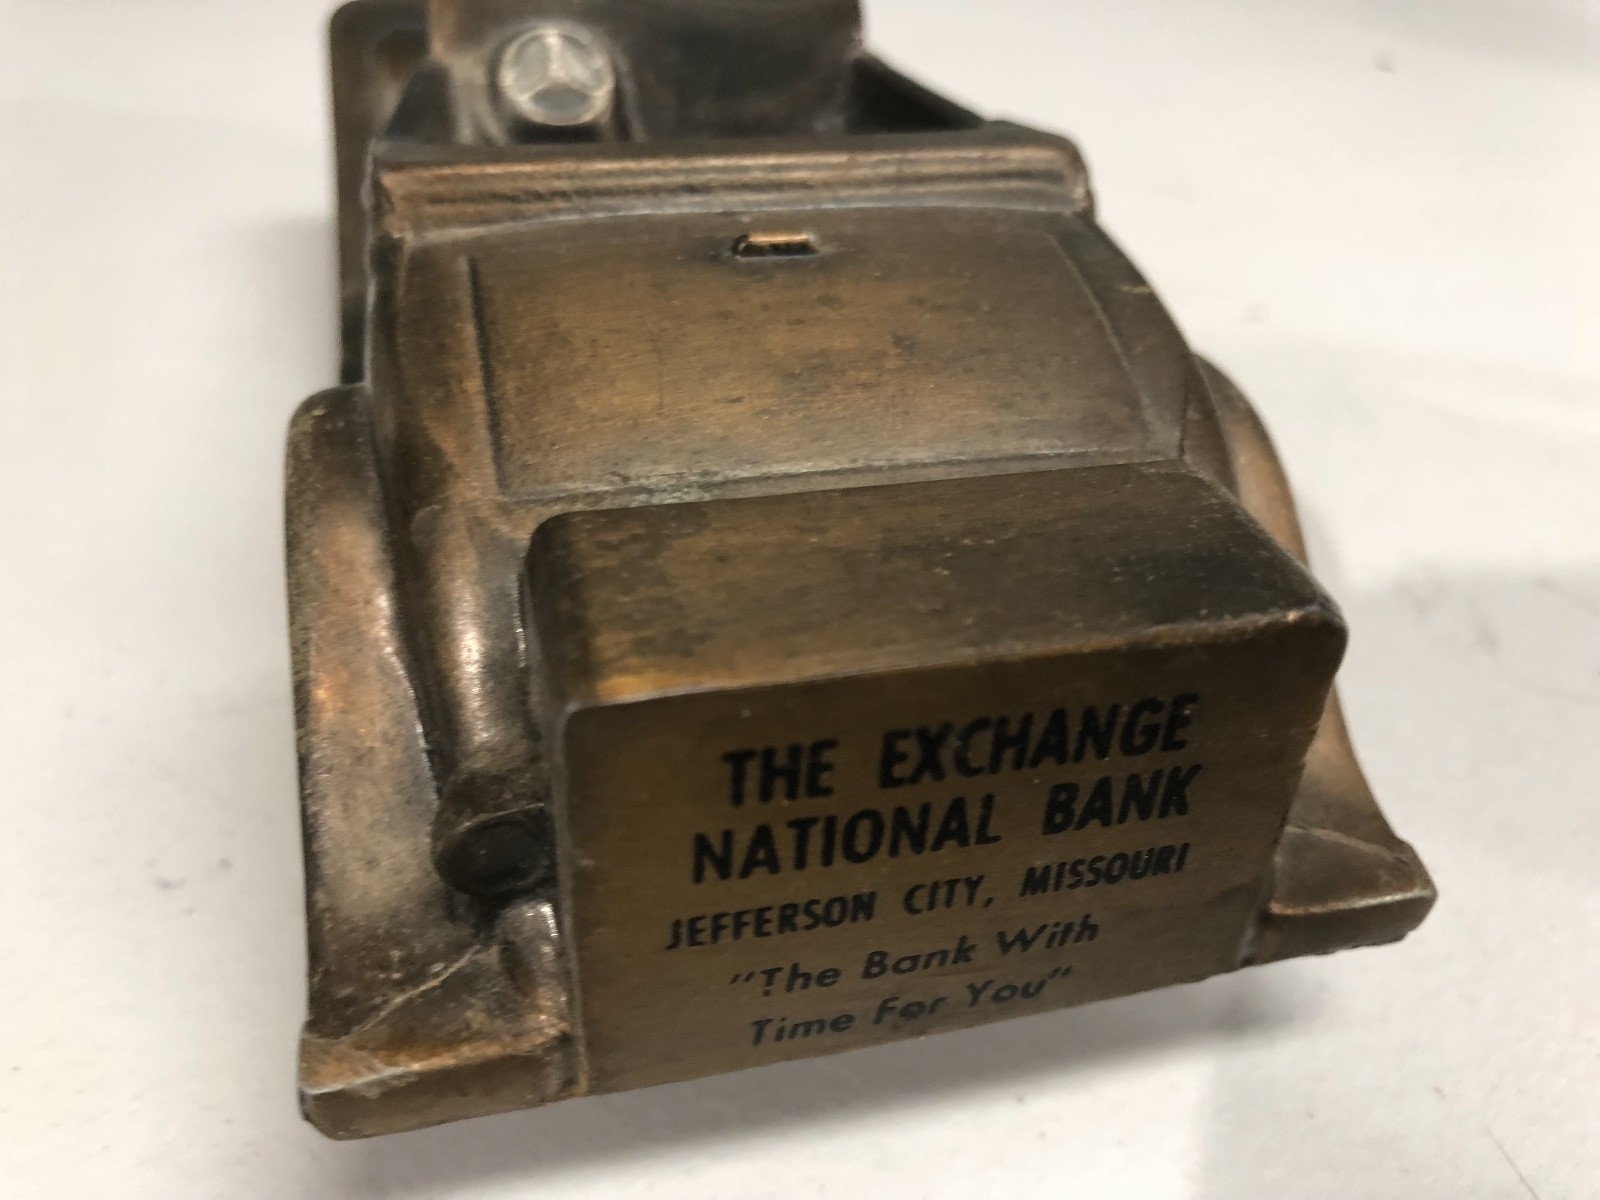 THE EXCHANGE
NATIONAL BANK
JEFFERSON CITY, MISSOURI
"The Bank With
Time For You"